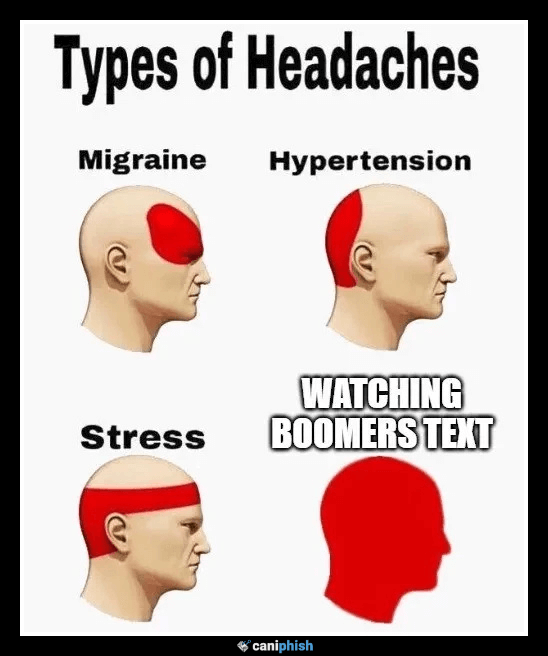 Types of Headaches
Migraine
Hypertension
Stress
WATCHING
BOOMERS TEXT
caniphish